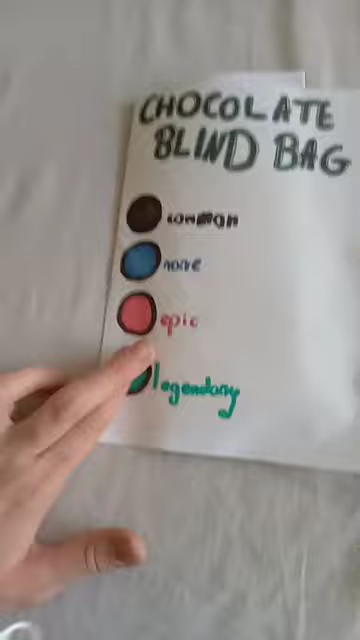 CHOCOLATE
BLIND BAG
common
rare
epic
legendary